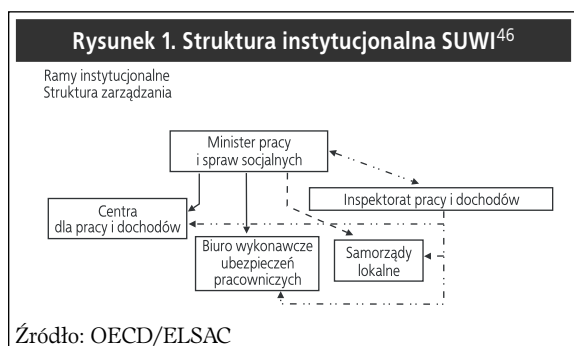 Rysunek 1. Struktura instytucjonalna SUWI46
Ramy instytucjonalne
Struktura zarządzania
Minister pracy
i spraw socjalnych
Inspektorat pracy i dochodów
Centra
dla pracy i dochodów
Biuro wykonawcze
ubezpieczeń
pracowniczych
Samorządy
lokalne
Źródło: OECD/ELSAC